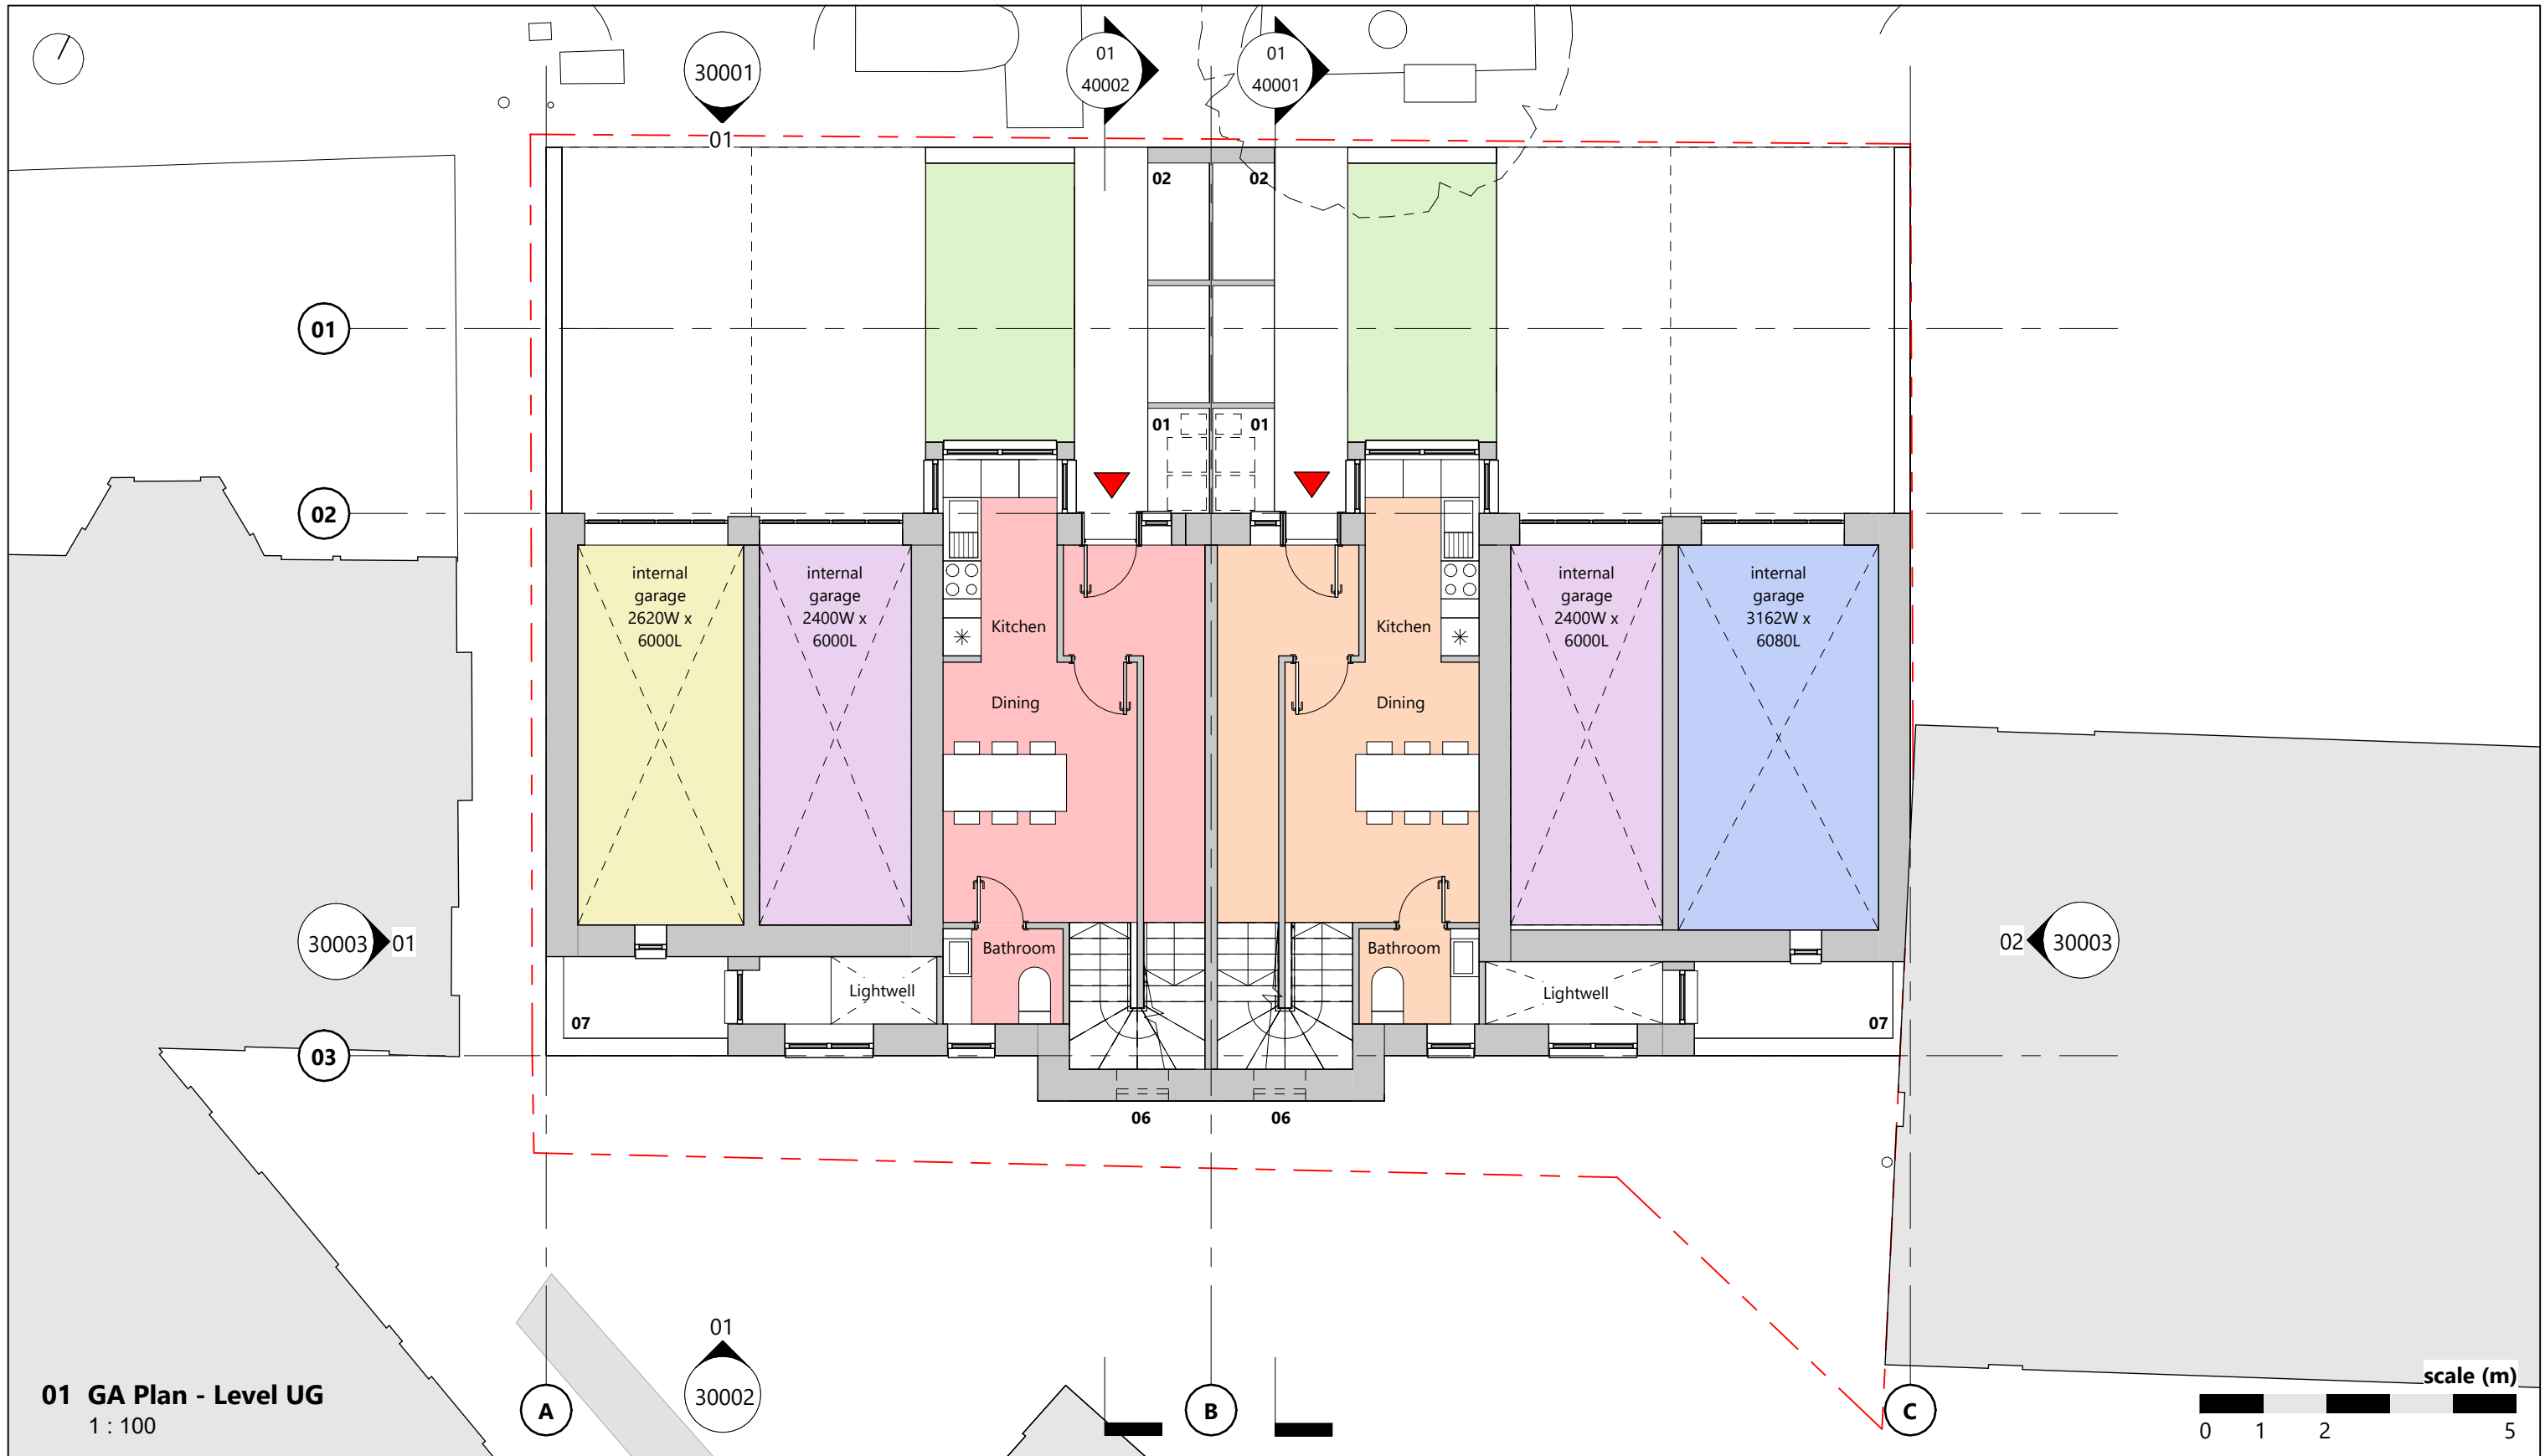 30001
01
01
40002
01
40001
02
02
01
01
01
02
internal
garage
2620W x
6000L
internal
garage
2400W x
6000L
Kitchen
Kitchen
internal
garage
2400W x
6000L
internal
garage
3162W x
6080L
Dining
Dining
30003
01
Bathroom
Bathroom
02
30003
Lightwell
Lightwell
07
07
03
06
06
01
30002
01 GA Plan - Level UG
1 : 100
A
B
C
scale (m)
0 1 2 5